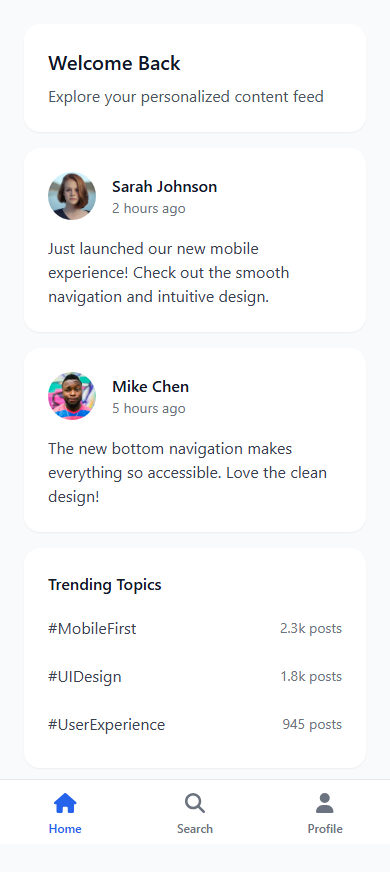 Welcome Back
Explore your personalized content feed
Sarah Johnson
2 hours ago
Just launched our new mobile
experience! Check out the smooth
navigation and intuitive design.
Mike Chen
5 hours ago
The new bottom navigation makes
everything so accessible. Love the clean
design!
Trending Topics
#MobileFirst 2.3k posts
#UIDesign 1.8k posts
#UserExperience 945 posts
Home Search Profile